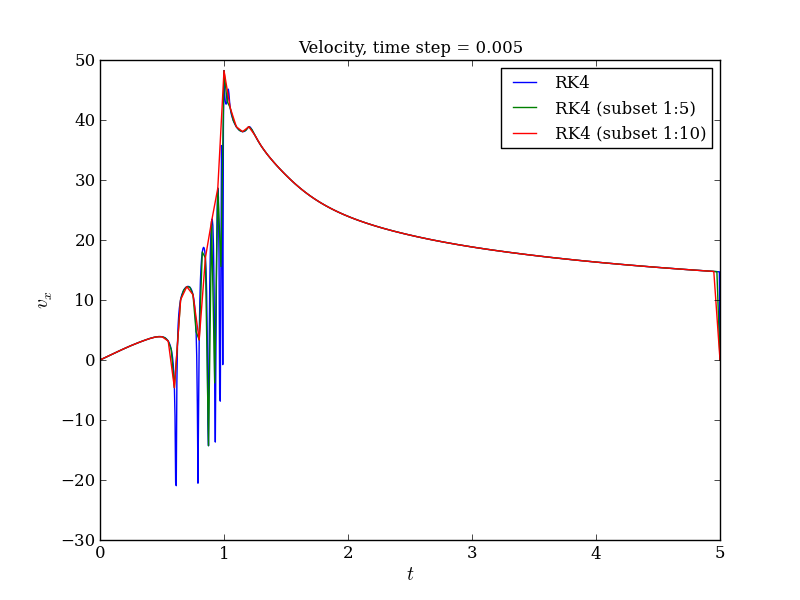 Velocity, time step = 0.005
50
40
30
20
10
0
−10
−20
−30
v_x
RK4
RK4 (subset 1:5)
RK4 (subset 1:10)
0 1 2 3 4 5
t